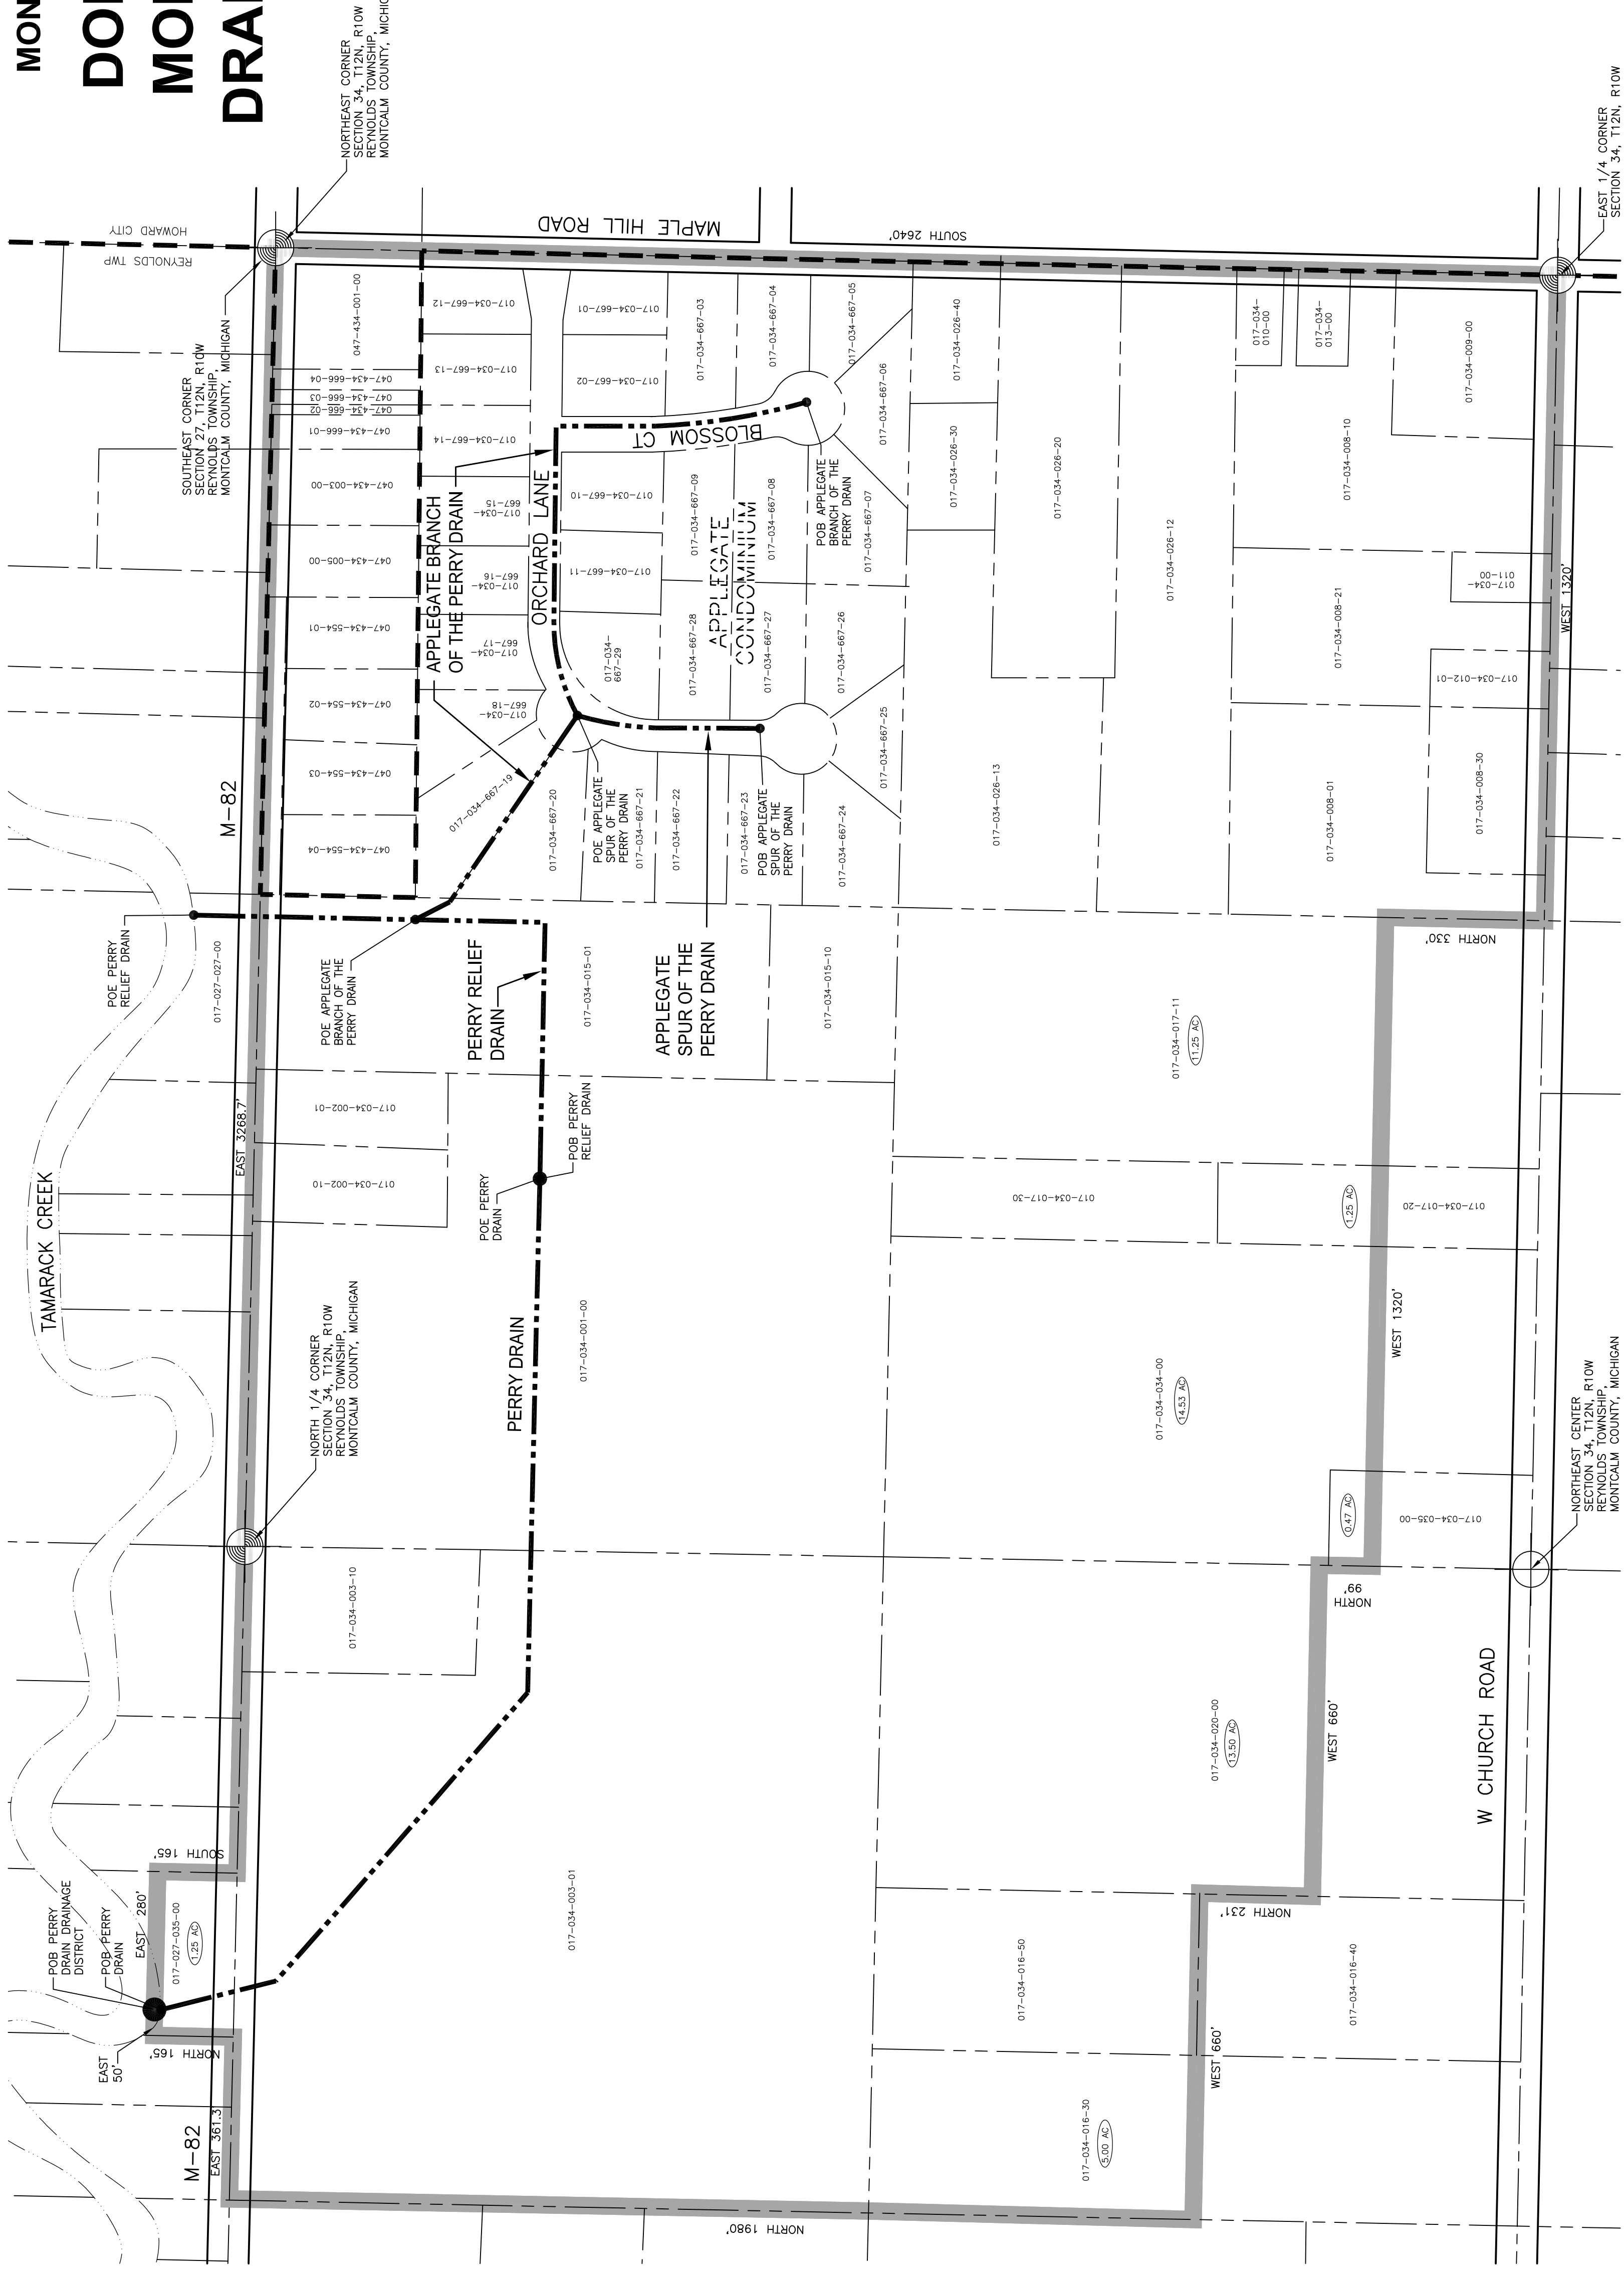 MON
DOI
MOI
DRAI
NORTHEAST CORNER
SECTION 34, T12N, R10W
REYNOLDS TOWNSHIP,
SOUTHEAST CORNER
SECTION 27, T12N, R10W
REYNOLDS TOWNSHIP,
MONTCALM COUNTY, MICHIGAN
HOWARD CITY
REYNOLDS TWP
MAPLE HILL ROAD
SOUTH 2640'
EAST 1/4 CORNER
SECTION 34, T12N, R10W
M-82
047-434-001-00
047-434-666-04
047-434-666-03
047-434-666-02
047-434-666-01
047-434-003-00
047-434-005-00
047-434-554-01
047-434-554-02
047-434-554-03
047-434-554-04
017-034-667-12
017-034-667-13
017-034-667-14
017-034-
667-15
017-034-
667-16
017-034-
667-17
017-034-
667-18
017-034-667-19
017-034-667-20
017-034-667-21
017-034-667-22
017-034-667-23
017-034-667-24
017-034-667-25
017-034-667-26
017-034-667-27
017-034-667-28
017-034-
667-29
017-034-667-01
017-034-667-02
017-034-667-03
017-034-667-04
017-034-667-05
017-034-667-06
017-034-667-07
017-034-667-08
017-034-667-09
017-034-667-10
017-034-667-11
APPLEGATE BRANCH
OF THE PERRY DRAIN
ORCHARD LANE
BLOSSOM CT
APPLEGATE
CONDOMINIUM
POB APPLEGATE
BRANCH OF THE
PERRY DRAIN
POE APPLEGATE
SPUR OF THE
PERRY DRAIN
POB APPLEGATE
SPUR OF THE
PERRY DRAIN
017-034-026-40
017-034-026-30
017-034-026-20
017-034-026-12
017-034-026-13
017-034-
010-00
017-034-
013-00
017-034-009-00
017-034-008-10
017-034-
011-00
017-034-008-21
017-034-012-01
017-034-008-01
017-034-008-30
WEST 1320'
NORTH 330'
POE PERRY
RELIEF DRAIN
017-027-027-00
POE APPLEGATE
BRANCH OF THE
PERRY DRAIN
PERRY RELIEF
DRAIN
017-034-015-01
APPLEGATE
SPUR OF THE
PERRY DRAIN
017-034-015-10
017-034-017-11
11.25 AC
TAMARACK CREEK
EAST 3268.7'
017-034-002-01
017-034-002-10
POE PERRY
DRAIN
POB PERRY
RELIEF DRAIN
017-034-017-30
1.25 AC
017-034-017-20
NORTH 1/4 CORNER
SECTION 34, T12N, R10W
REYNOLDS TOWNSHIP,
MONTCALM COUNTY, MICHIGAN
PERRY DRAIN
017-034-001-00
017-034-034-00
14.53 AC
WEST 1320'
0.47 AC
017-034-035-00
NORTHEAST CENTER
SECTION 34, T12N, R10W
REYNOLDS TOWNSHIP,
MONTCALM COUNTY, MICHIGAN
NORTH
99'
017-034-003-10
017-034-020-00
13.50 AC
WEST 660'
W CHURCH ROAD
SOUTH 165'
POB PERRY
DRAIN DRAINAGE
DISTRICT
POB PERRY
DRAIN
EAST 280'
017-027-035-00
1.25 AC
017-034-003-01
NORTH 231'
017-034-016-50
017-034-016-40
EAST
50'
NORTH 165'
M-82
EAST 361.3'
WEST 660'
017-034-016-30
5.00 AC
NORTH 1980'